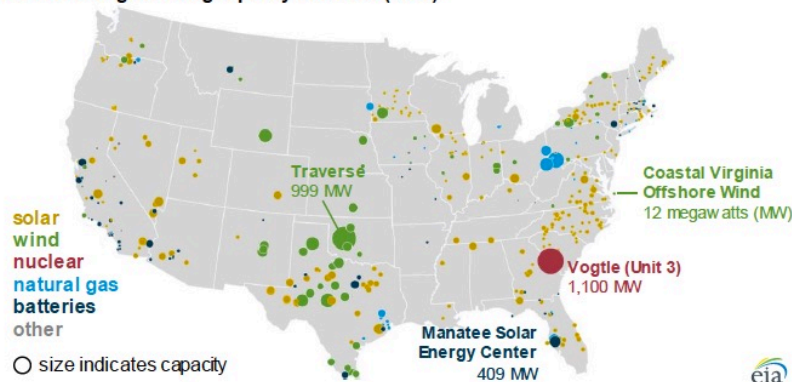 Traverse
999 MW
Coastal Virginia
Offshore Wind
12 megawatts (MW)
solar
wind
nuclear
natural gas
batteries
other
Vogtle (Unit 3)
1,100 MW
Manatee Solar
Energy Center
409 MW
size indicates capacity
eia